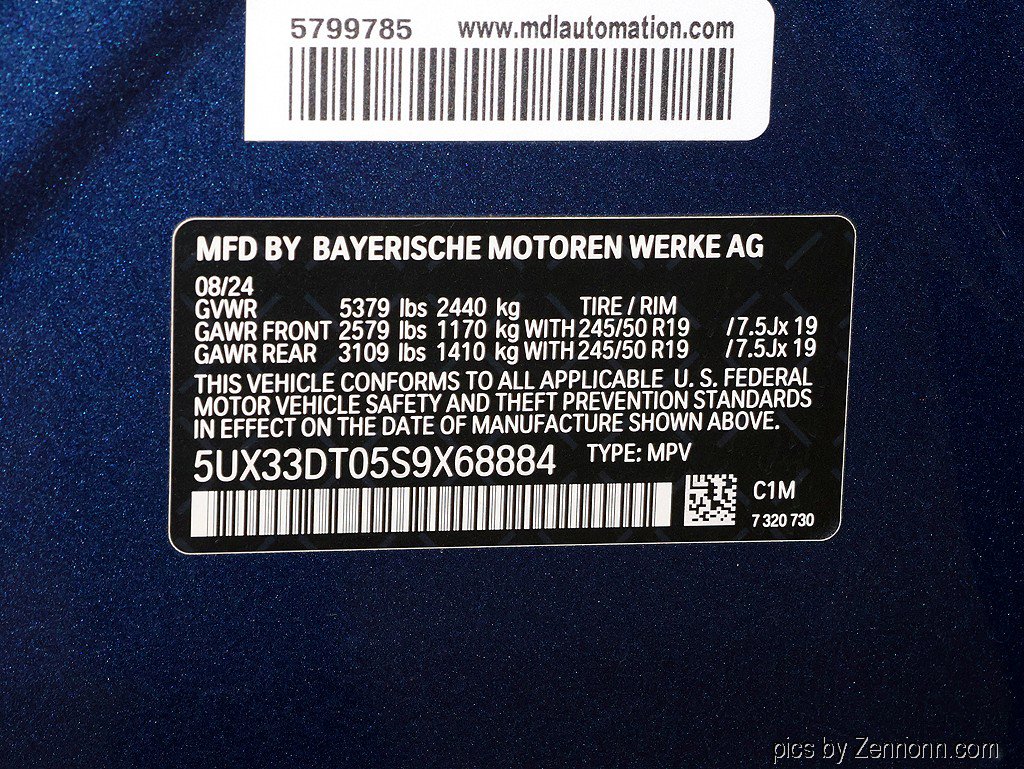 5799785 www.mdlautomation.com
MFD BY BAYERISCHE MOTOREN WERKE AG
08/24
GVWR 5379 lbs 2440 kg TIRE / RIM
GAWR FRONT 2579 lbs 1170 kg WITH 245/50 R19 /7.5Jx 19
GAWR REAR 3109 lbs 1410 kg WITH 245/50 R19 /7.5Jx 19
THIS VEHICLE CONFORMS TO ALL APPLICABLE U. S. FEDERAL
MOTOR VEHICLE SAFETY AND THEFT PREVENTION STANDARDS
IN EFFECT ON THE DATE OF MANUFACTURE SHOWN ABOVE.
5UX33DT05S9X68884 TYPE: MPV
C1M
7 320 730
pics by Zennonn.com